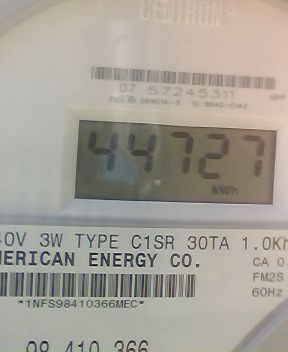 CENTRON®
07 57245311
44727
kWh
40V 3W TYPE C1SR 30TA 1.0Kh
MERICAN ENERGY CO.
CA 0.
FM2S
60Hz
*1NFS98410366MEC*
98 410 366